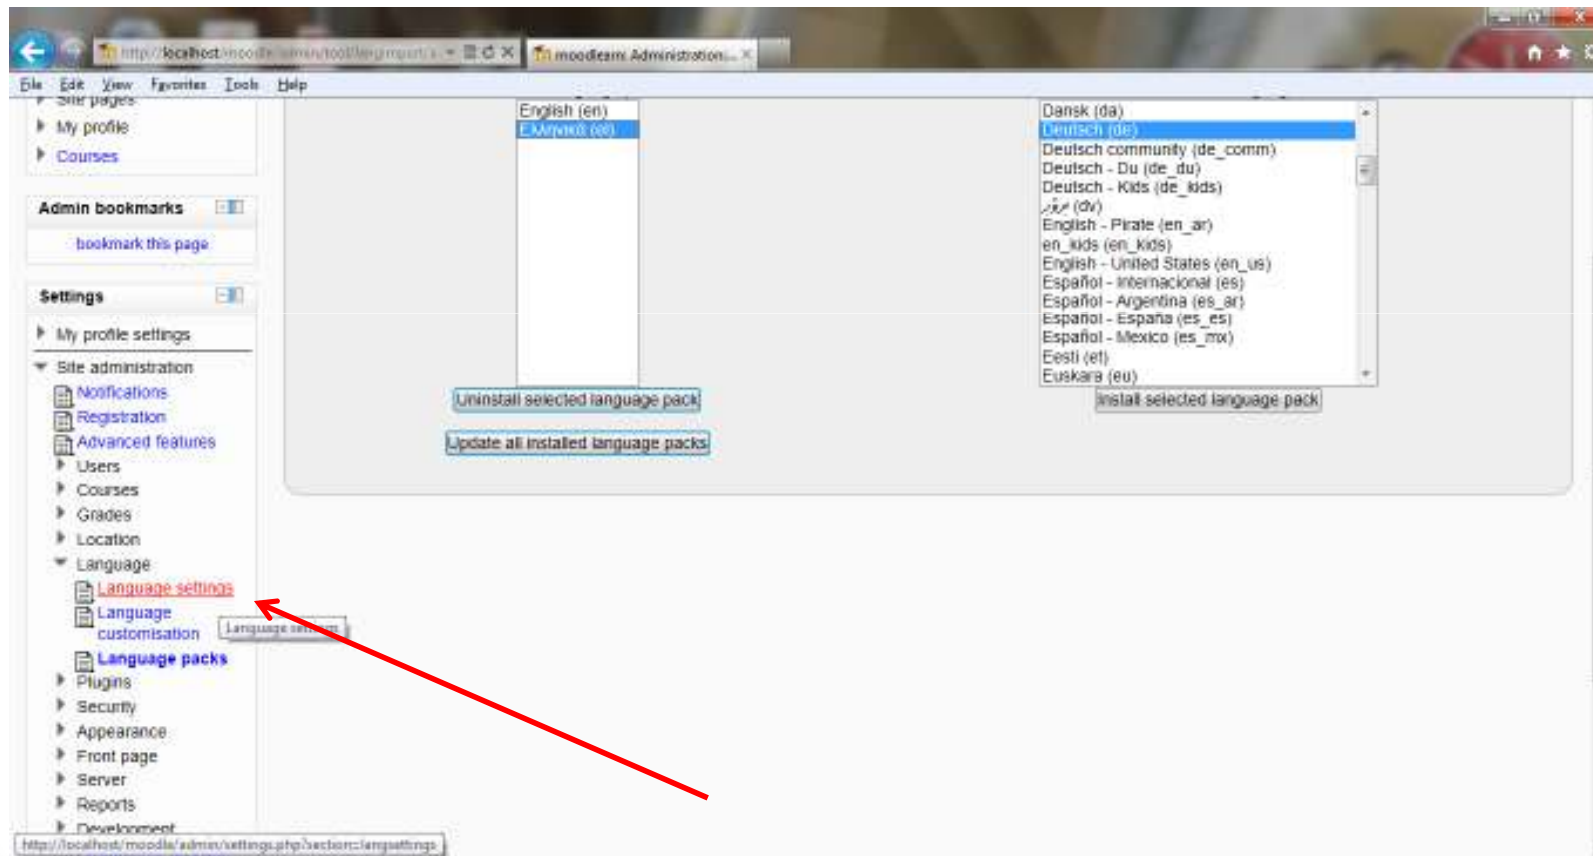 http://localhost/moodle/admin/tool/langimport/
moodlearn: Administration:...
File Edit View Favorites Tools Help
Site pages
My profile
Courses
Admin bookmarks
bookmark this page
Settings
My profile settings
Site administration
Notifications
Registration
Advanced features
Users
Courses
Grades
Location
Language
Language settings
Language
customisation
Language settings
Language packs
Plugins
Security
Appearance
Front page
Server
Reports
Development
http://localhost/moodle/admin/settings.php?section=langsettings
English (en)
Ελληνικά (el)
Uninstall selected language pack
Update all installed language packs
Dansk (da)
Deutsch (de)
Deutsch community (de_comm)
Deutsch - Du (de_du)
Deutsch - Kids (de_kids)
(dv)
English - Pirate (en_ar)
en_kids (en_kids)
English - United States (en_us)
Español - Internacional (es)
Español - Argentina (es_ar)
Español - España (es_es)
Español - Mexico (es_mx)
Eesti (et)
Euskara (eu)
Install selected language pack